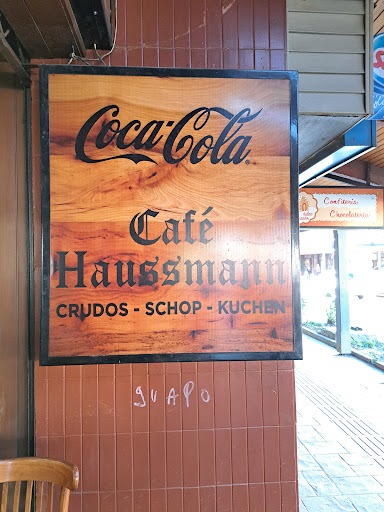 Coca-Cola
Café
Haussmann
CRUDOS - SCHOP - KUCHEN
Confitería
Chocolatería
guapo